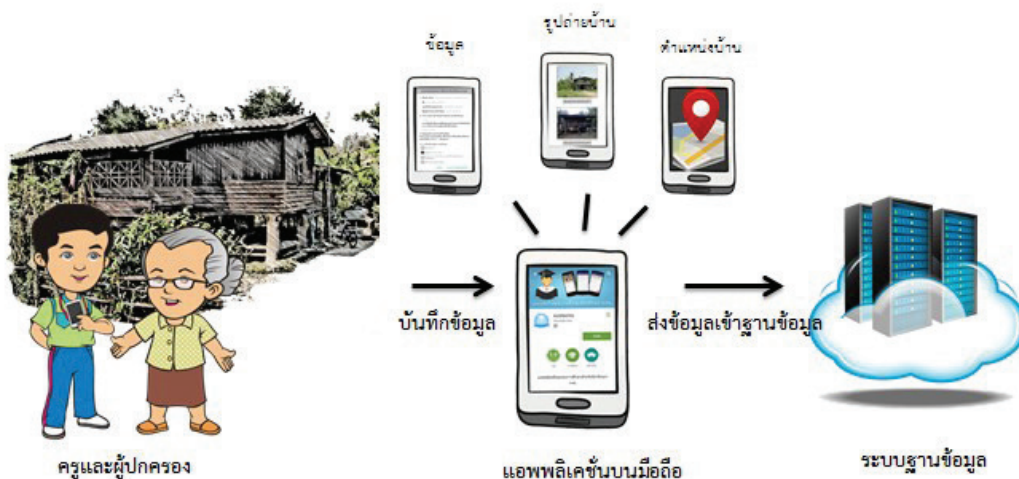 รูปถ่ายบ้าน
ข้อมูล
ตำแหน่งบ้าน
บันทึกข้อมูล
ส่งข้อมูลเข้าฐานข้อมูล
ครูและผู้ปกครอง
แอพพลิเคชั่นบนมือถือ
ระบบฐานข้อมูล